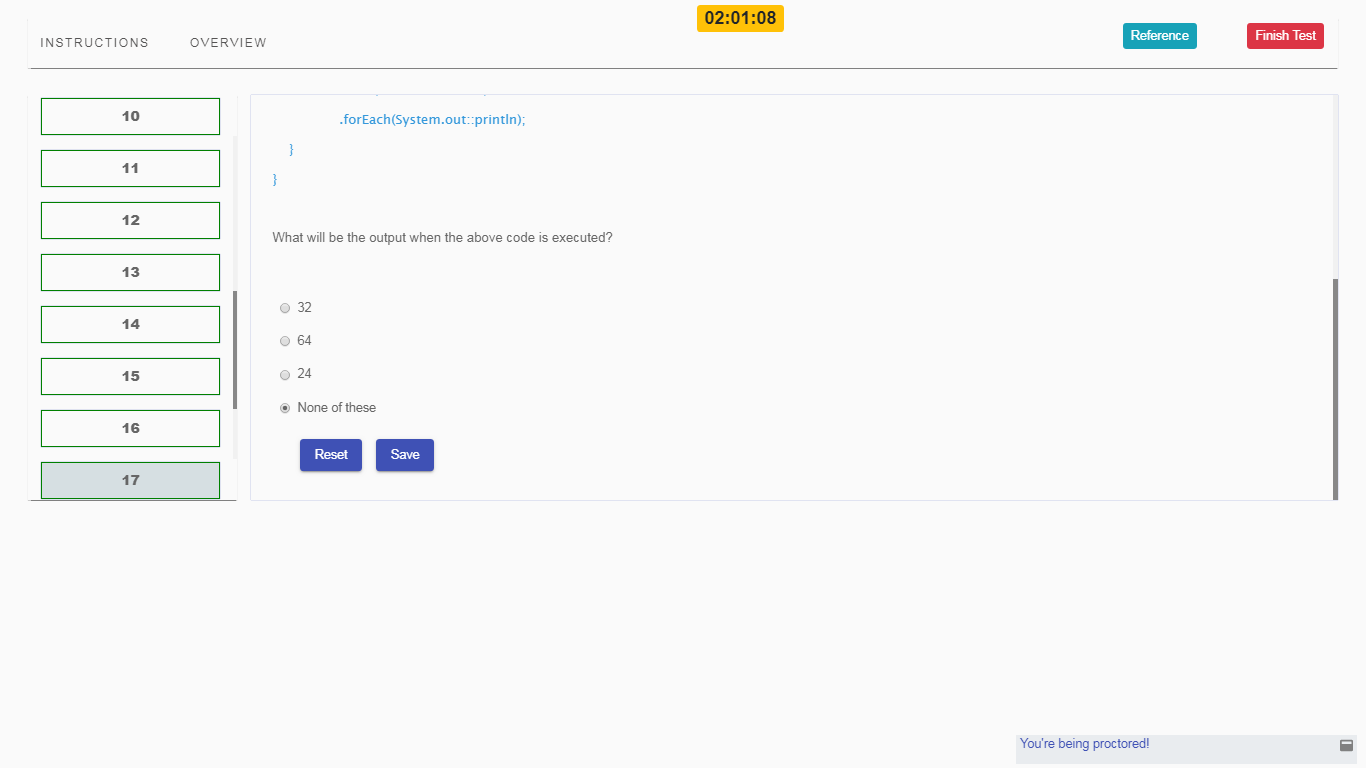 02:01:08
INSTRUCTIONS OVERVIEW
Reference Finish Test
10
11
12
13
14
15
16
17
.forEach(System.out::println);
}
}
What will be the output when the above code is executed?
32
64
24
None of these
Reset Save
You're being proctored!